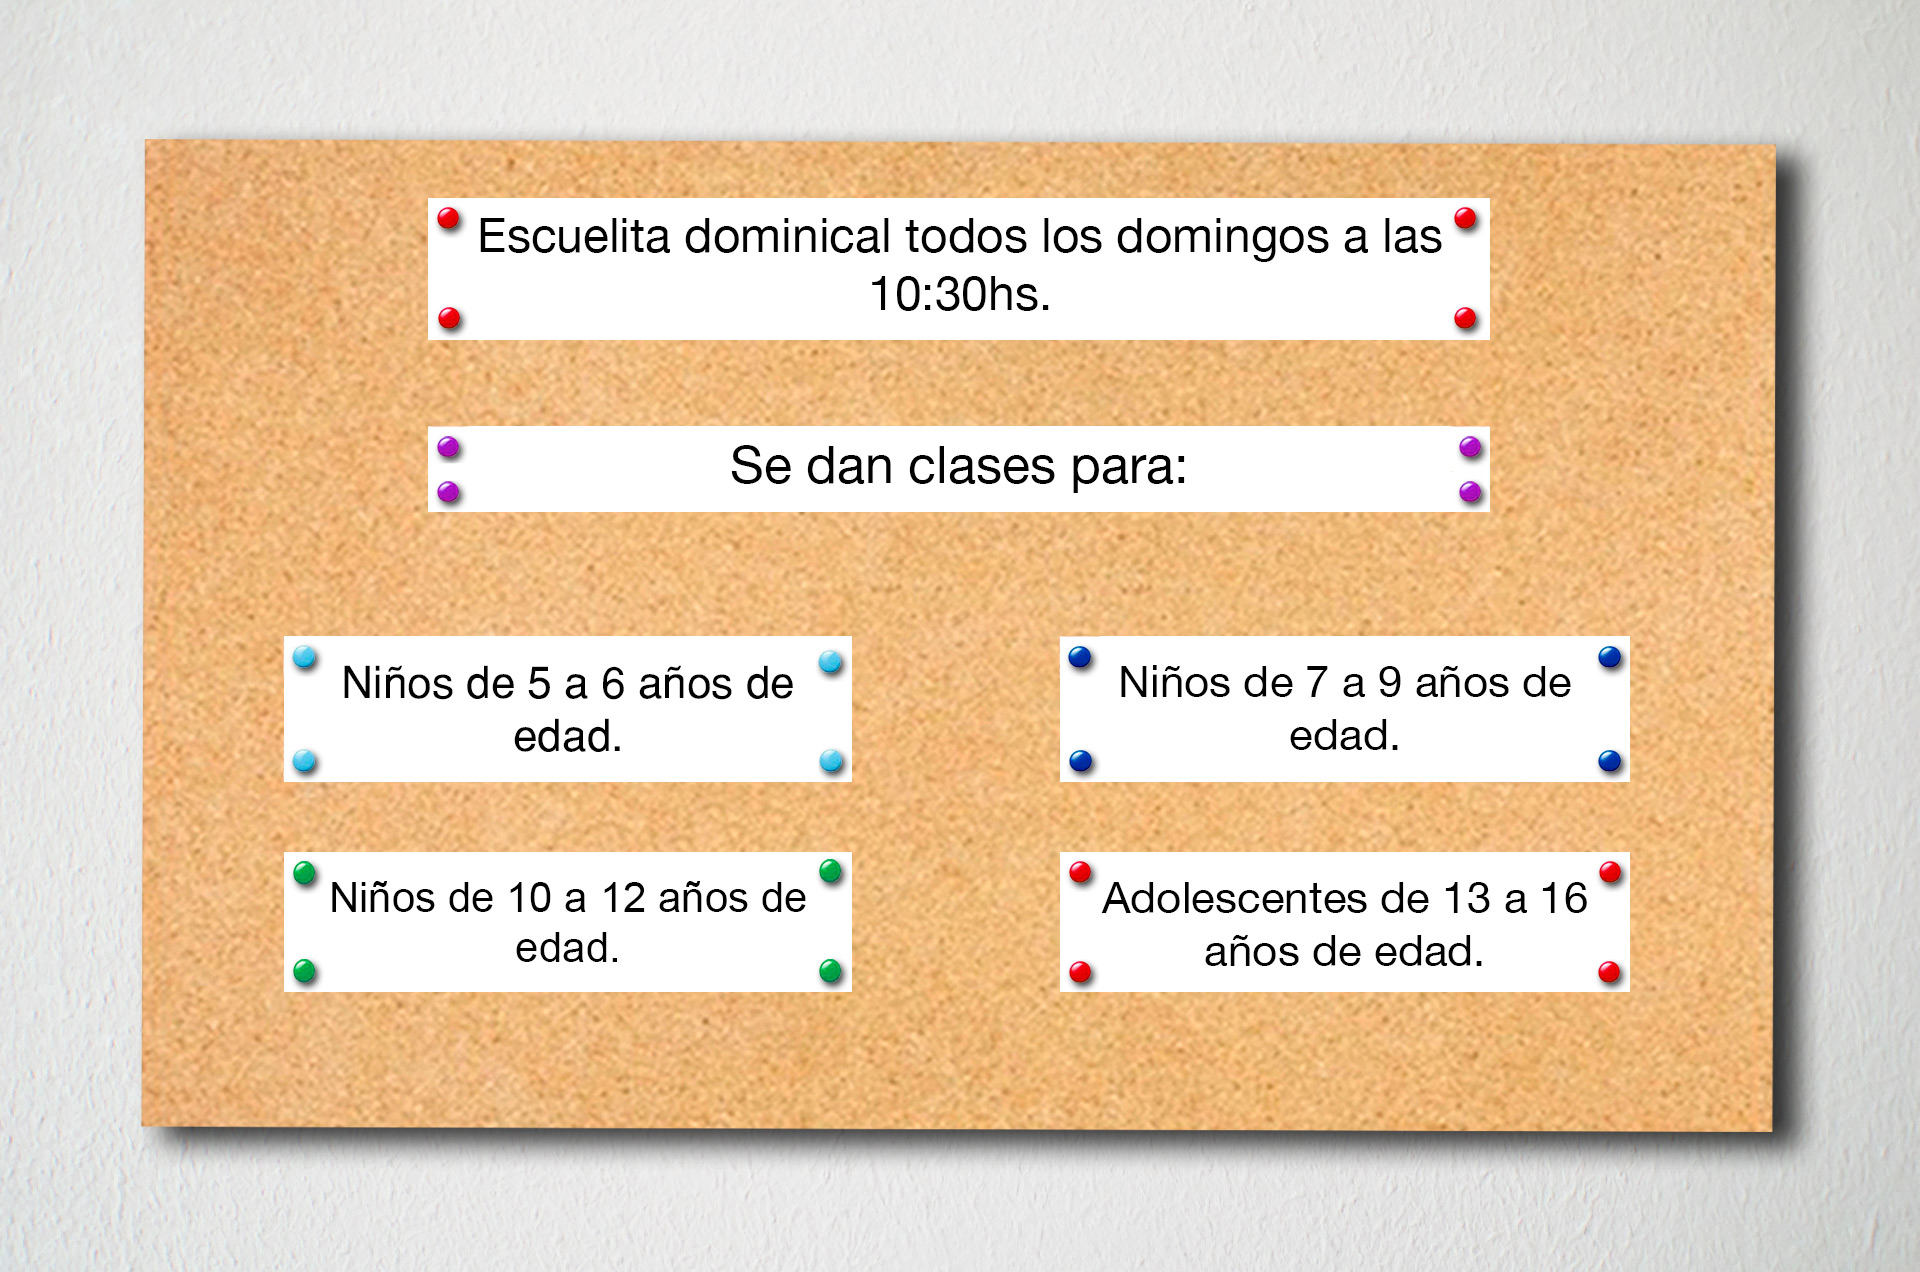 Escuelita dominical todos los domingos a las
10:30hs.
Se dan clases para:
Niños de 5 a 6 años de
edad.
Niños de 7 a 9 años de
edad.
Niños de 10 a 12 años de
edad.
Adolescentes de 13 a 16
años de edad.